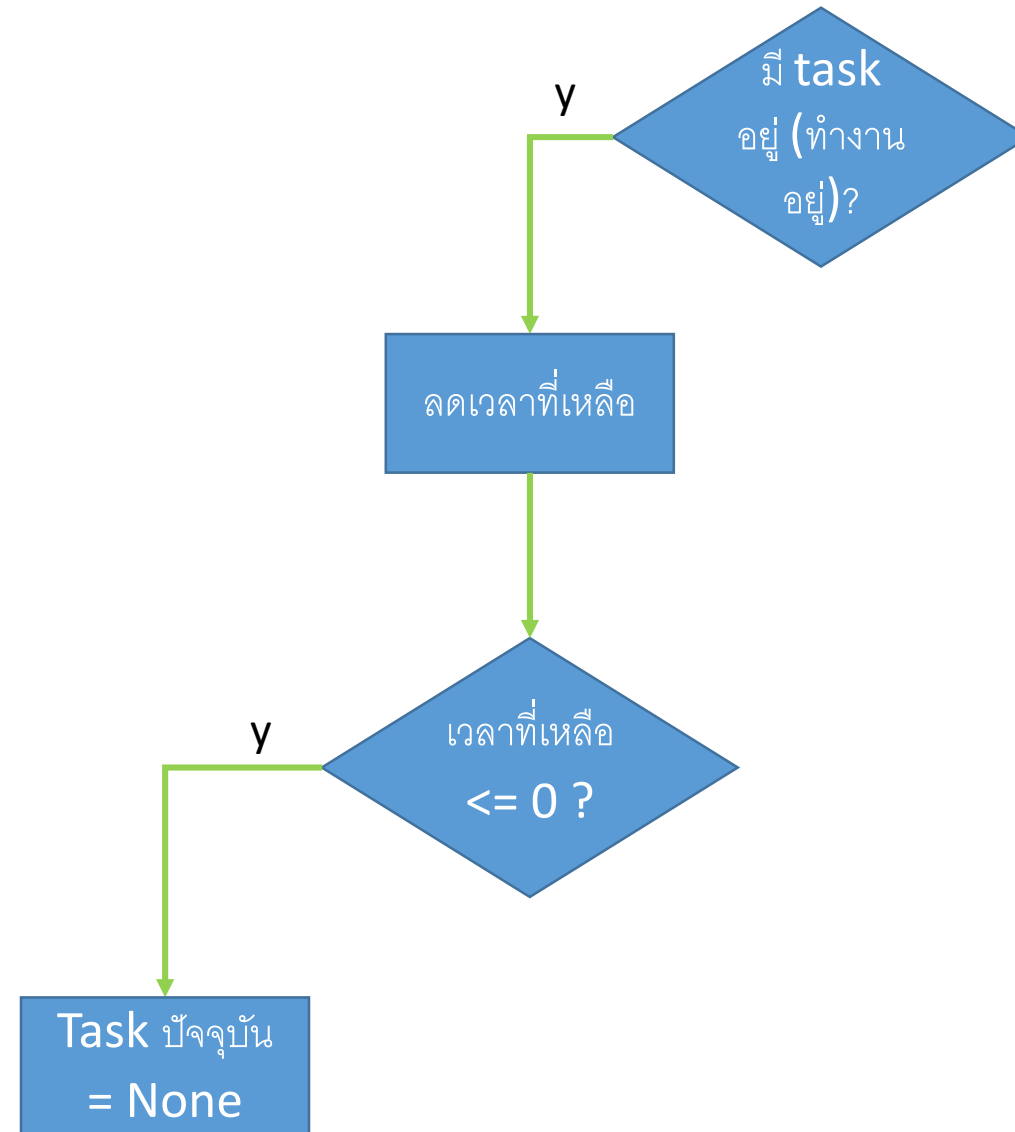 มี task
อยู่ (ทำงาน
อยู่)?
y
ลดเวลาที่เหลือ
เวลาที่เหลือ
<= 0 ?
y
Task ปัจจุบัน
= None